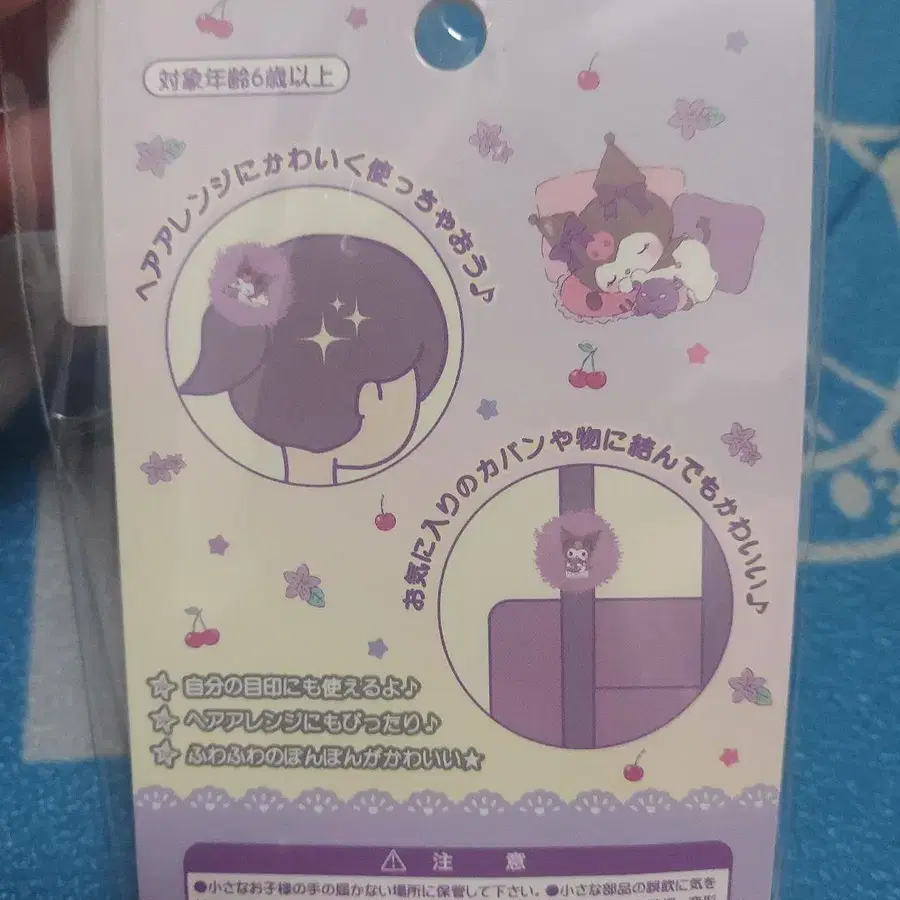 対象年齢6歳以上
ヘアアレンジにかわいく使っちゃおう♪
お気に入りのカバンや物に結んでもかわいい♪
☆自分の目印にも使えるよ♪
☆ヘアアレンジにもぴったり♪
☆ふわふわのぽんぽんがかわいい★
⚠ 注 意
●小さなお子様の手の届かない場所に保管して下さい。●小さな部品の誤飲に気を